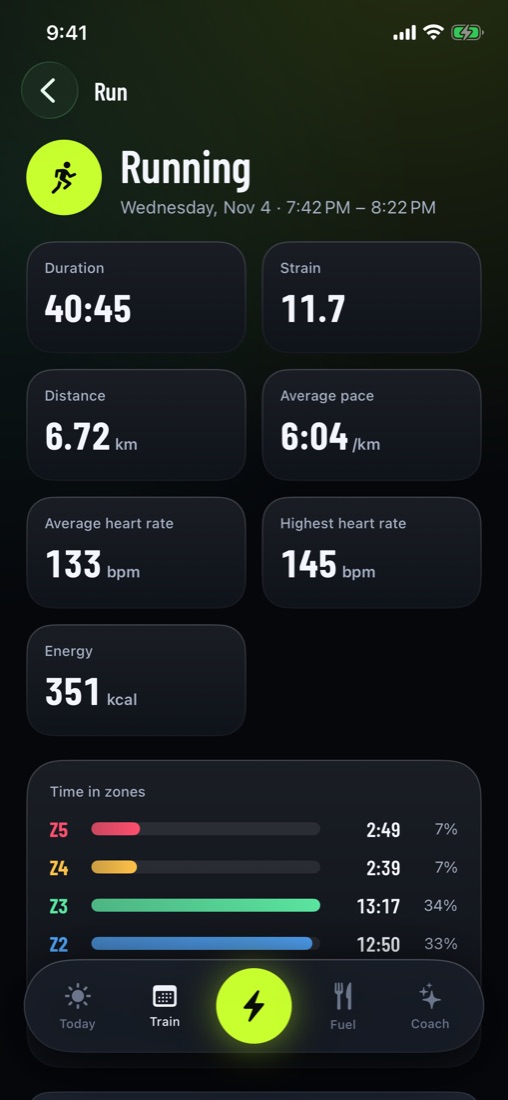 9:41
Run
Running
Wednesday, Nov 4 · 7:42 PM – 8:22 PM
Duration
40:45
Strain
11.7
Distance
6.72 km
Average pace
6:04 /km
Average heart rate
133 bpm
Highest heart rate
145 bpm
Energy
351 kcal
Time in zones
Z5 2:49 7%
Z4 2:39 7%
Z3 13:17 34%
Z2 12:50 33%
Today
Train
Fuel
Coach